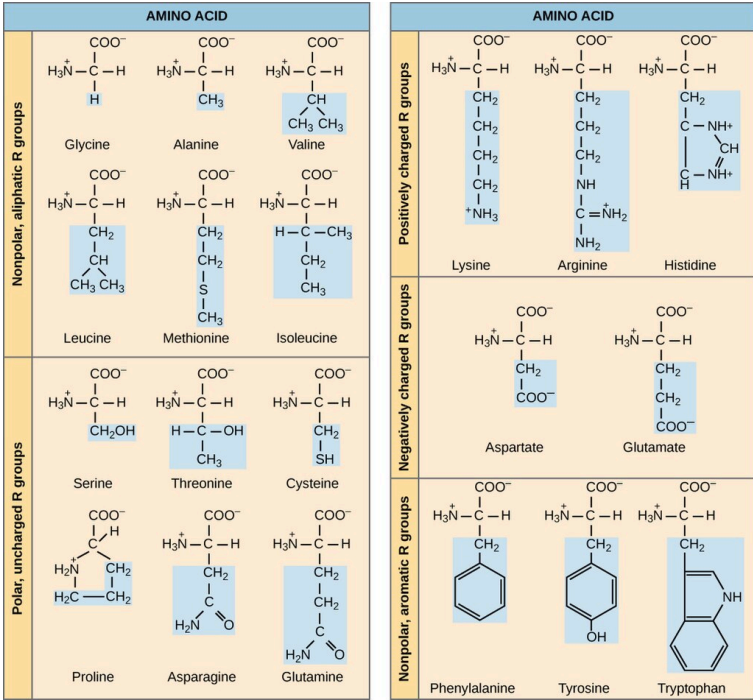 AMINO ACID
Nonpolar, aliphatic R groups
COO⁻ COO⁻ COO⁻
H₃N⁺ — C — H H₃N⁺ — C — H H₃N⁺ — C — H
H CH₃ CH
CH₃ CH₃
Glycine Alanine Valine
COO⁻ COO⁻ COO⁻
H₃N⁺ — C — H H₃N⁺ — C — H H₃N⁺ — C — H
CH₂ CH₂ H — C — CH₃
CH CH₂ CH₂
CH₃ CH₃ S CH₃
CH₃
Leucine Methionine Isoleucine
Polar, uncharged R groups
COO⁻ COO⁻ COO⁻
H₃N⁺ — C — H H₃N⁺ — C — H H₃N⁺ — C — H
CH₂OH H — C — OH CH₂
CH₃ SH
Serine Threonine Cysteine
COO⁻ COO⁻ COO⁻
C H H₃N⁺ — C — H H₃N⁺ — C — H
H₂N⁺ CH₂ CH₂ CH₂
H₂C — CH₂ C CH₂
H₂N O C
H₂N O
Proline Asparagine Glutamine
AMINO ACID
Positively charged R groups
COO⁻ COO⁻ COO⁻
H₃N⁺ — C — H H₃N⁺ — C — H H₃N⁺ — C — H
CH₂ CH₂ CH₂
CH₂ CH₂ C — NH+
CH₂ CH₂ CH
CH₂ NH C — NH+
⁺NH₃ C = NH₂⁺ H
NH₂
Lysine Arginine Histidine
Negatively charged R groups
COO⁻ COO⁻
H₃N⁺ — C — H H₃N⁺ — C — H
CH₂ CH₂
COO⁻ CH₂
COO⁻
Aspartate Glutamate
Nonpolar, aromatic R groups
COO⁻ COO⁻ COO⁻
H₃N⁺ — C — H H₃N⁺ — C — H H₃N⁺ — C — H
CH₂ CH₂ CH₂
NH
OH
Phenylalanine Tyrosine Tryptophan